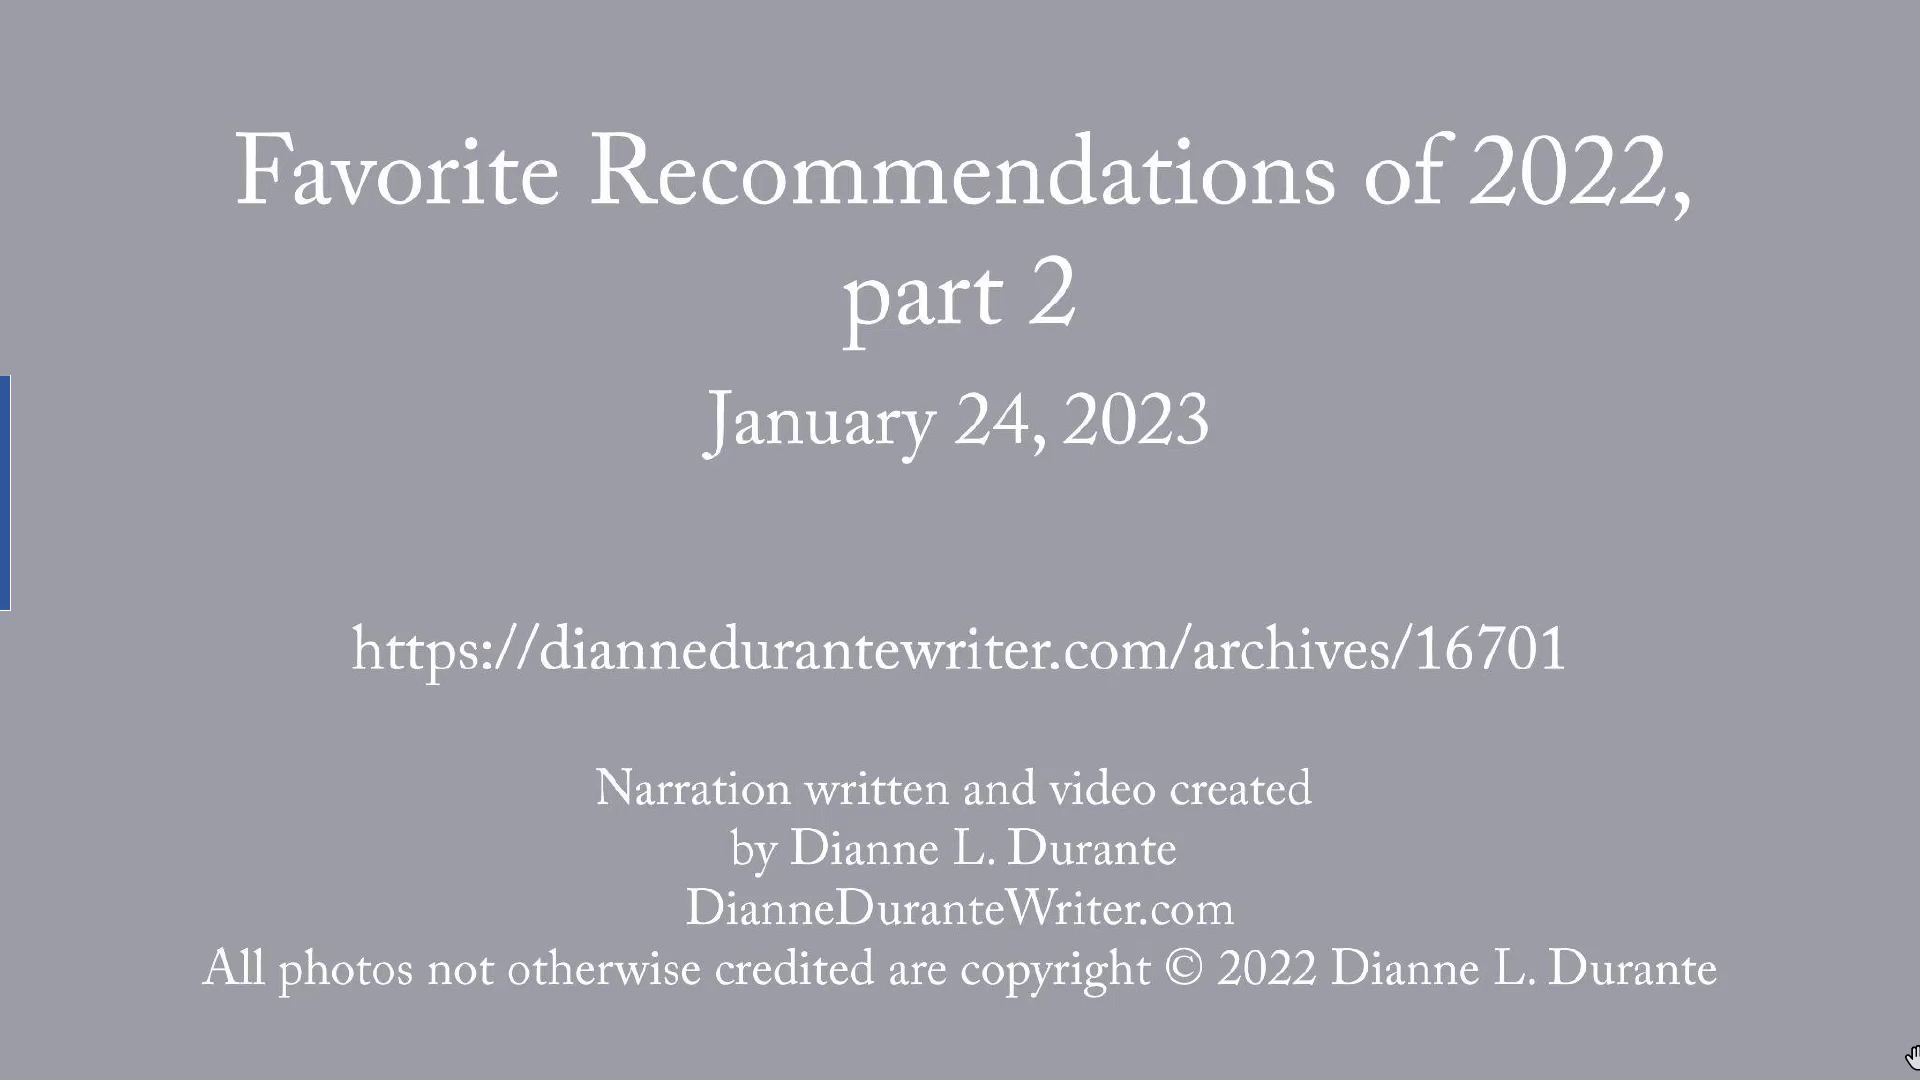 Favorite Recommendations of 2022,
part 2
January 24, 2023
https://diannedurantewriter.com/archives/16701
Narration written and video created
by Dianne L. Durante
DianneDuranteWriter.com
All photos not otherwise credited are copyright © 2022 Dianne L. Durante